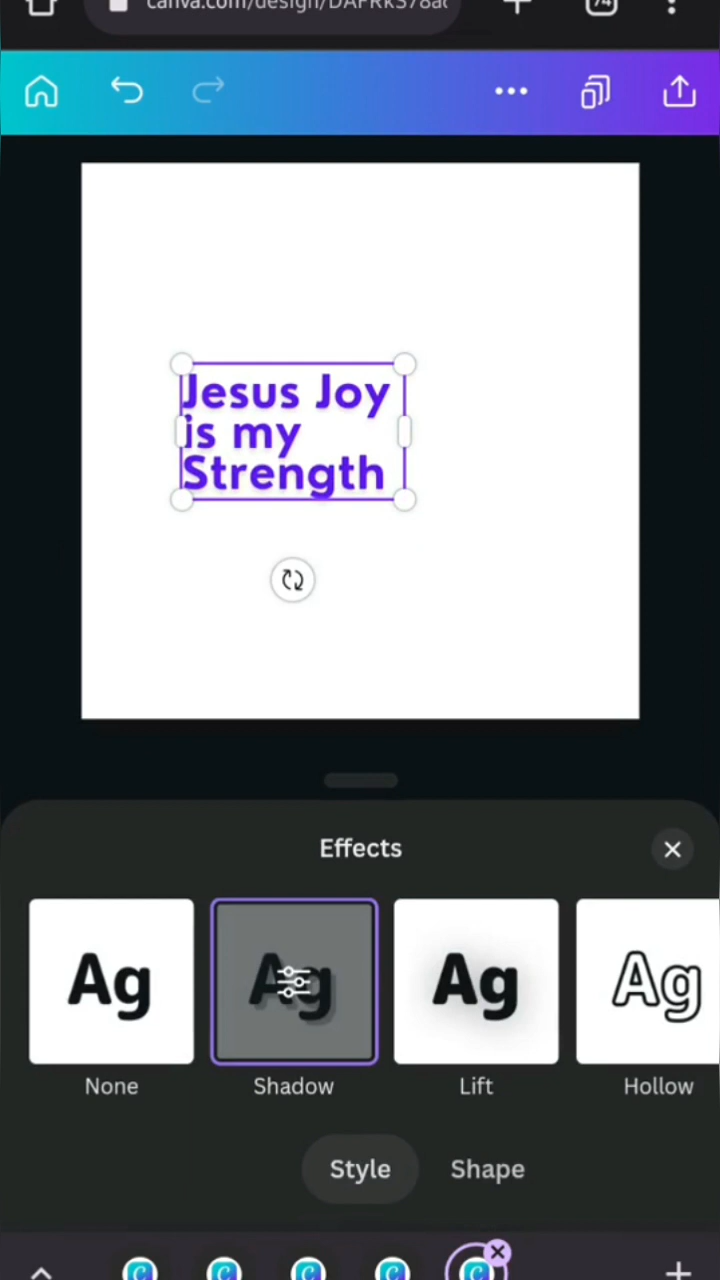 Jesus Joy
is my
Strength
Effects
Ag
Ag
Ag
Ag
None
Shadow
Lift
Hollow
Style
Shape